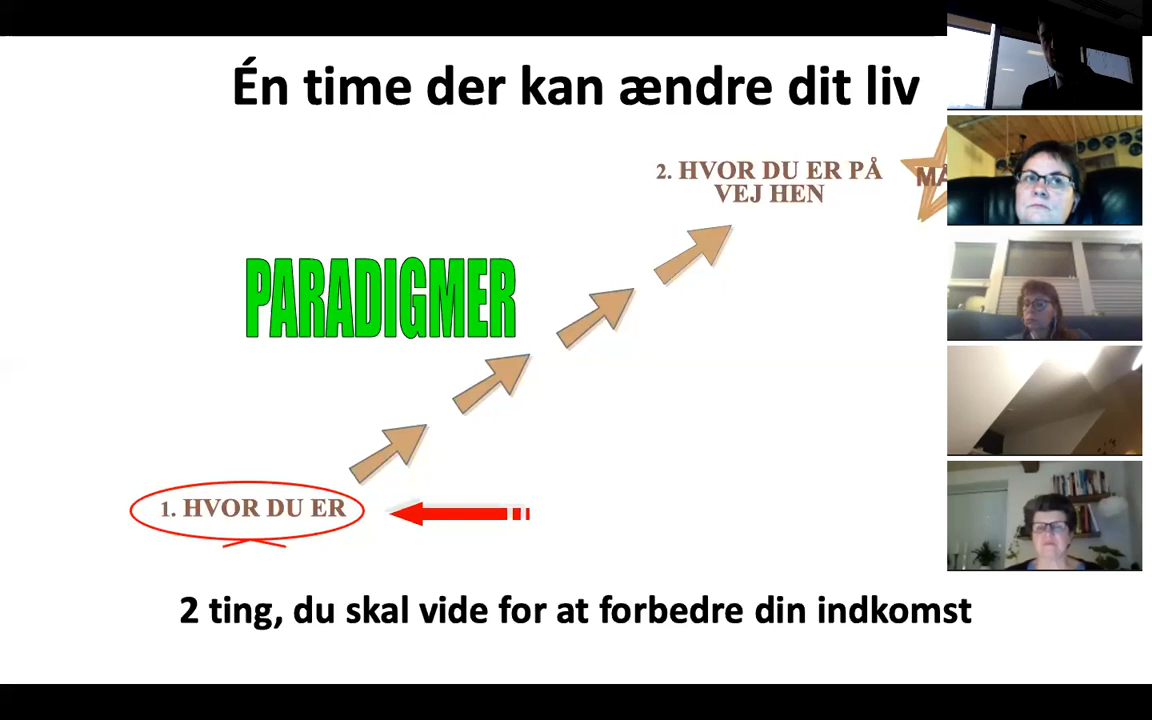 Én time der kan ændre dit liv
2. HVOR DU ER PÅ
VEJ HEN
MÅ
PARADIGMER
1. HVOR DU ER
2 ting, du skal vide for at forbedre din indkomst